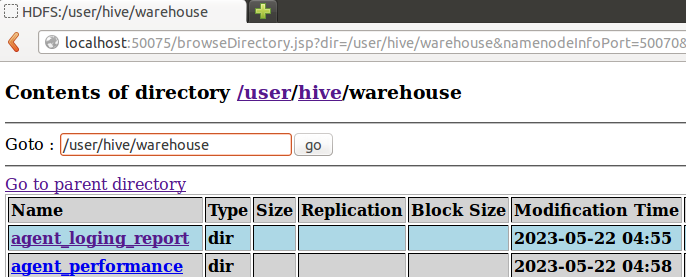 HDFS:/user/hive/warehouse
localhost:50075/browseDirectory.jsp?dir=/user/hive/warehouse&namenodeInfoPort=50070&
Contents of directory /user/hive/warehouse
Goto : /user/hive/warehouse go
Go to parent directory
Name Type Size Replication Block Size Modification Time
agent_loging_report dir 2023-05-22 04:55
agent_performance dir 2023-05-22 04:58